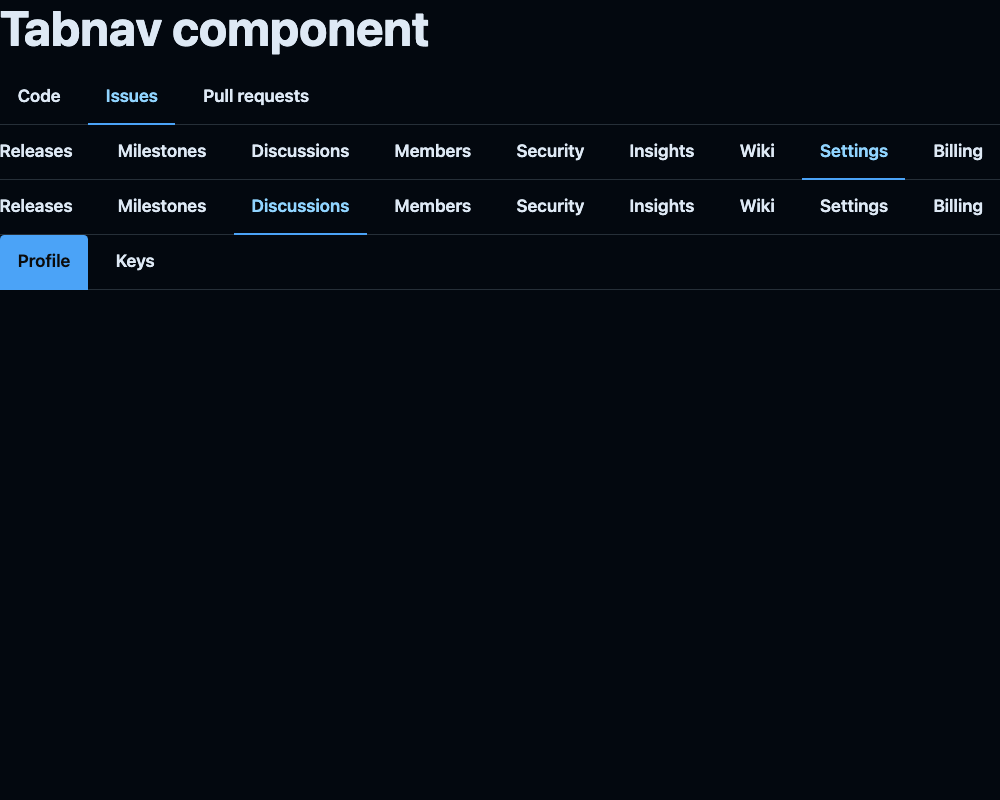 Tabnav component
Code Issues Pull requests
Releases Milestones Discussions Members Security Insights Wiki Settings Billing
Releases Milestones Discussions Members Security Insights Wiki Settings Billing
Profile Keys